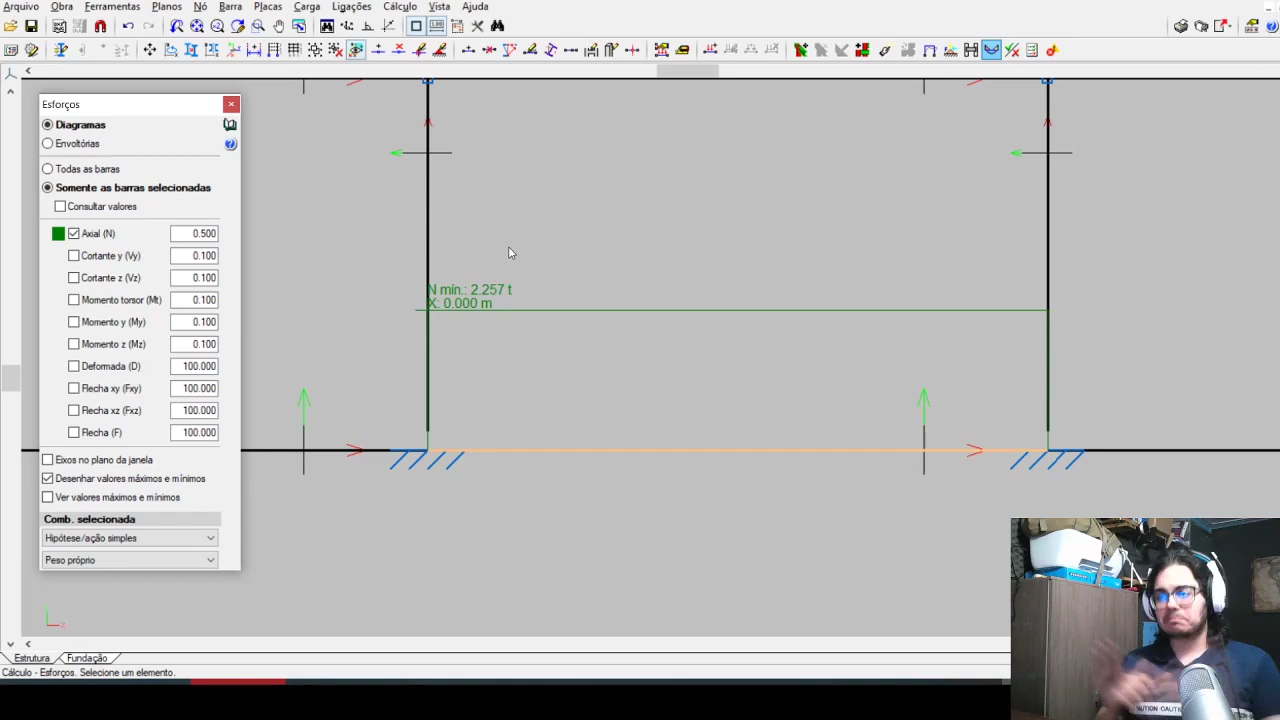 Arquivo Obra Ferramentas Planos Nó Barra Placas Carga Ligações Cálculo Vista Ajuda
Esforços
Diagramas
Envoltórias
Todas as barras
Somente as barras selecionadas
Consultar valores
Axial (N) 0.500
Cortante y (Vy) 0.100
Cortante z (Vz) 0.100
Momento torsor (Mt) 0.100
Momento y (My) 0.100
Momento z (Mz) 0.100
Deformada (D) 100.000
Flecha xy (Fxy) 100.000
Flecha xz (Fxz) 100.000
Flecha (F) 100.000
Eixos no plano da janela
Desenhar valores máximos e mínimos
Ver valores máximos e mínimos
Comb. selecionada
Hipótese/ação simples
Peso próprio
N mín.: 2.257 t
X: 0.000 m
Estrutura Fundação
Cálculo - Esforços. Selecione um elemento.
CAUTION